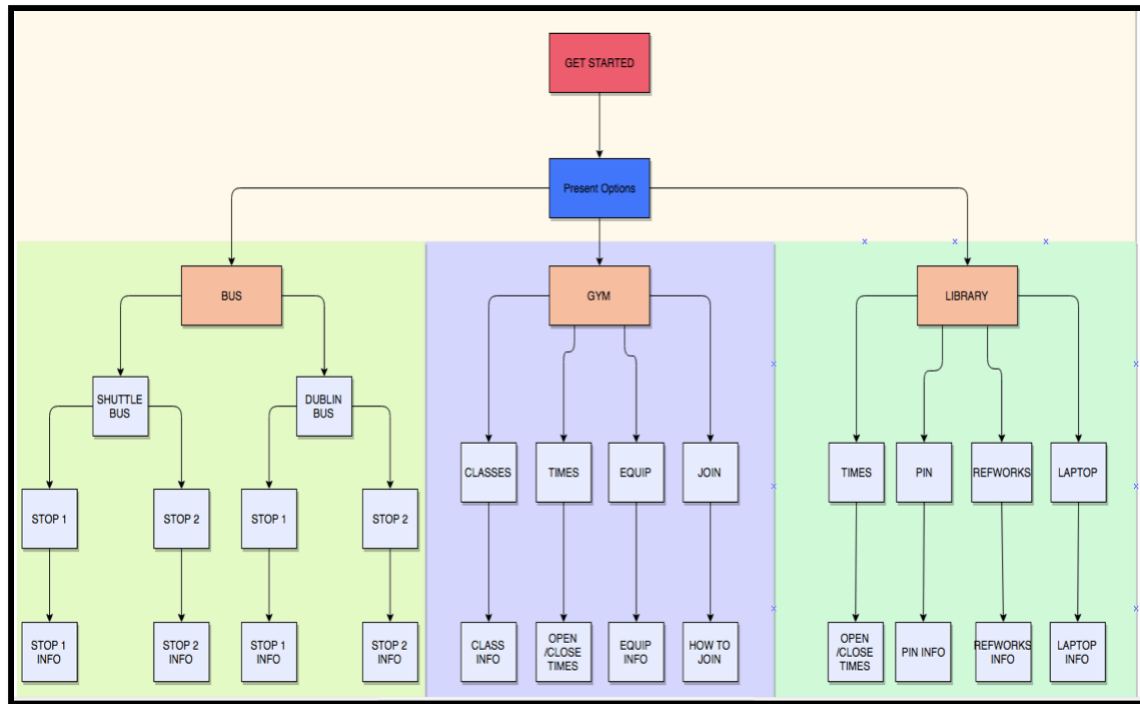 GET STARTED
Present Options
BUS
GYM
LIBRARY
SHUTTLE
BUS
DUBLIN
BUS
CLASSES
TIMES
EQUIP
JOIN
TIMES
PIN
REFWORKS
LAPTOP
STOP 1
STOP 2
STOP 1
STOP 2
STOP 1
INFO
STOP 2
INFO
STOP 1
INFO
STOP 2
INFO
CLASS
INFO
OPEN
/CLOSE
TIMES
EQUIP
INFO
HOW TO
JOIN
OPEN
/CLOSE
TIMES
PIN INFO
REFWORKS
INFO
LAPTOP
INFO